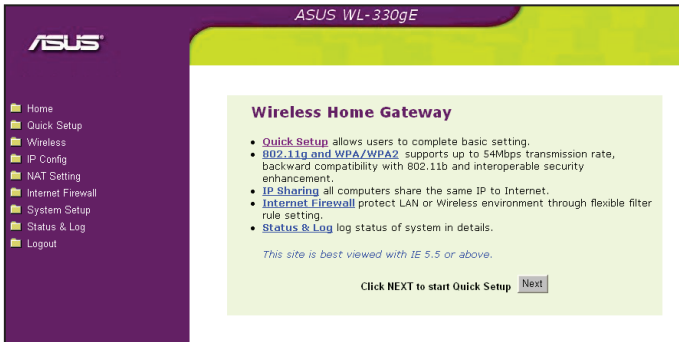 ASUS WL-330gE
ASUS
Home
Quick Setup
Wireless
IP Config
NAT Setting
Internet Firewall
System Setup
Status & Log
Logout
Wireless Home Gateway
Quick Setup allows users to complete basic setting.
802.11g and WPA/WPA2 supports up to 54Mbps transmission rate,
backward compatibility with 802.11b and interoperable security
enhancement.
IP Sharing all computers share the same IP to Internet.
Internet Firewall protect LAN or Wireless environment through flexible filter
rule setting.
Status & Log log status of system in details.
This site is best viewed with IE 5.5 or above.
Click NEXT to start Quick Setup Next